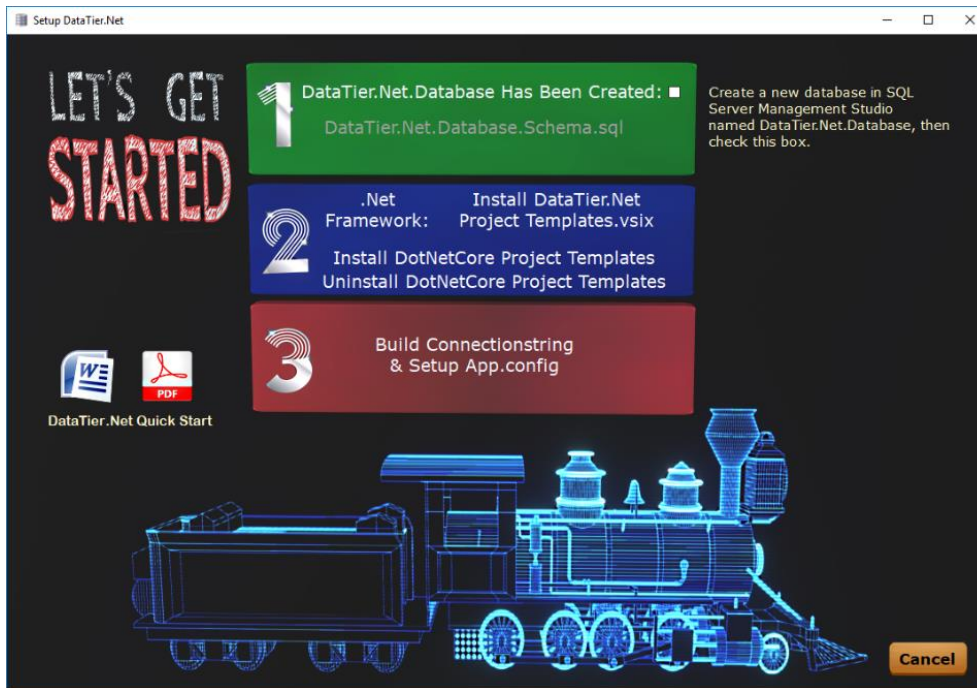 Setup DataTier.Net
LET'S GET
STARTED
1
DataTier.Net.Database Has Been Created:
DataTier.Net.Database.Schema.sql
Create a new database in SQL
Server Management Studio
named DataTier.Net.Database, then
check this box.
2
.Net Install DataTier.Net
Framework: Project Templates.vsix
Install DotNetCore Project Templates
Uninstall DotNetCore Project Templates
3
Build Connectionstring
& Setup App.config
W
PDF
DataTier.Net Quick Start
Cancel